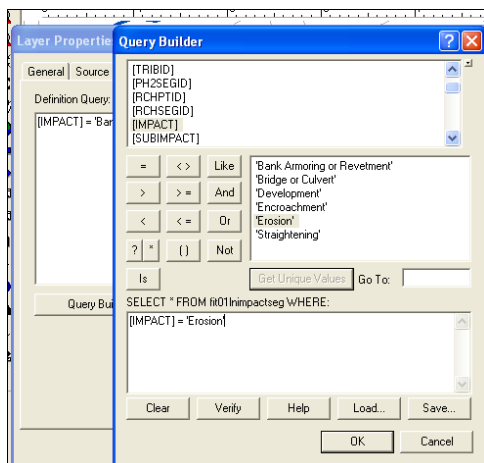 Layer Properties
General Source
Definition Query:
[IMPACT] = 'Ban
Query Bui
Query Builder
?
[TRIBID]
[PH2SEGID]
[RCHPTID]
[RCHSEGID]
[IMPACT]
[SUBIMPACT]
= < > Like
> > = And
< < = Or
? * ( ) Not
Is
'Bank Armoring or Revetment'
'Bridge or Culvert'
'Development'
'Encroachment'
'Erosion'
'Straightening'
Get Unique Values Go To:
SELECT * FROM fit01lnimpactseg WHERE:
[IMPACT] = 'Erosion'
Clear Verify Help Load... Save...
OK Cancel